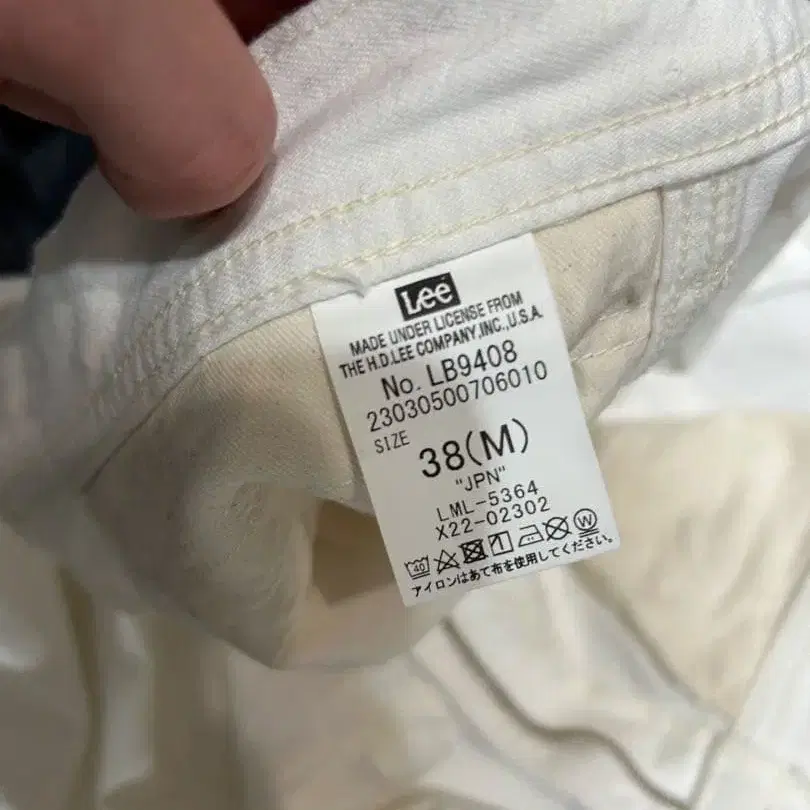 Lee
MADE UNDER LICENSE FROM
THE H.D.LEE COMPANY,INC.,U.S.A.
No. LB9408
23030500706010
SIZE
38(M)
"JPN"
LML-5364
X22-02302
40 1 W
アイロンはあて布を使用してください。